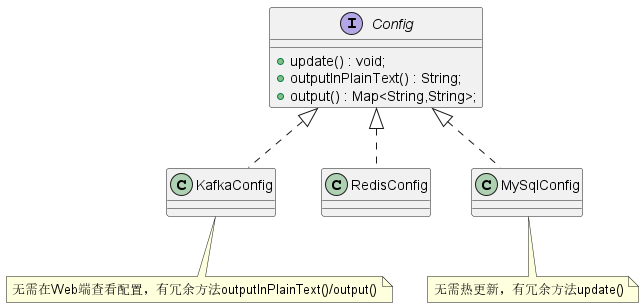 I Config
update() : void;
outputInPlainText() : String;
output() : Map<String,String>;
C KafkaConfig
C RedisConfig
C MySqlConfig
无需在Web端查看配置，有冗余方法outputInPlainText()/output()
无需热更新，有冗余方法update()